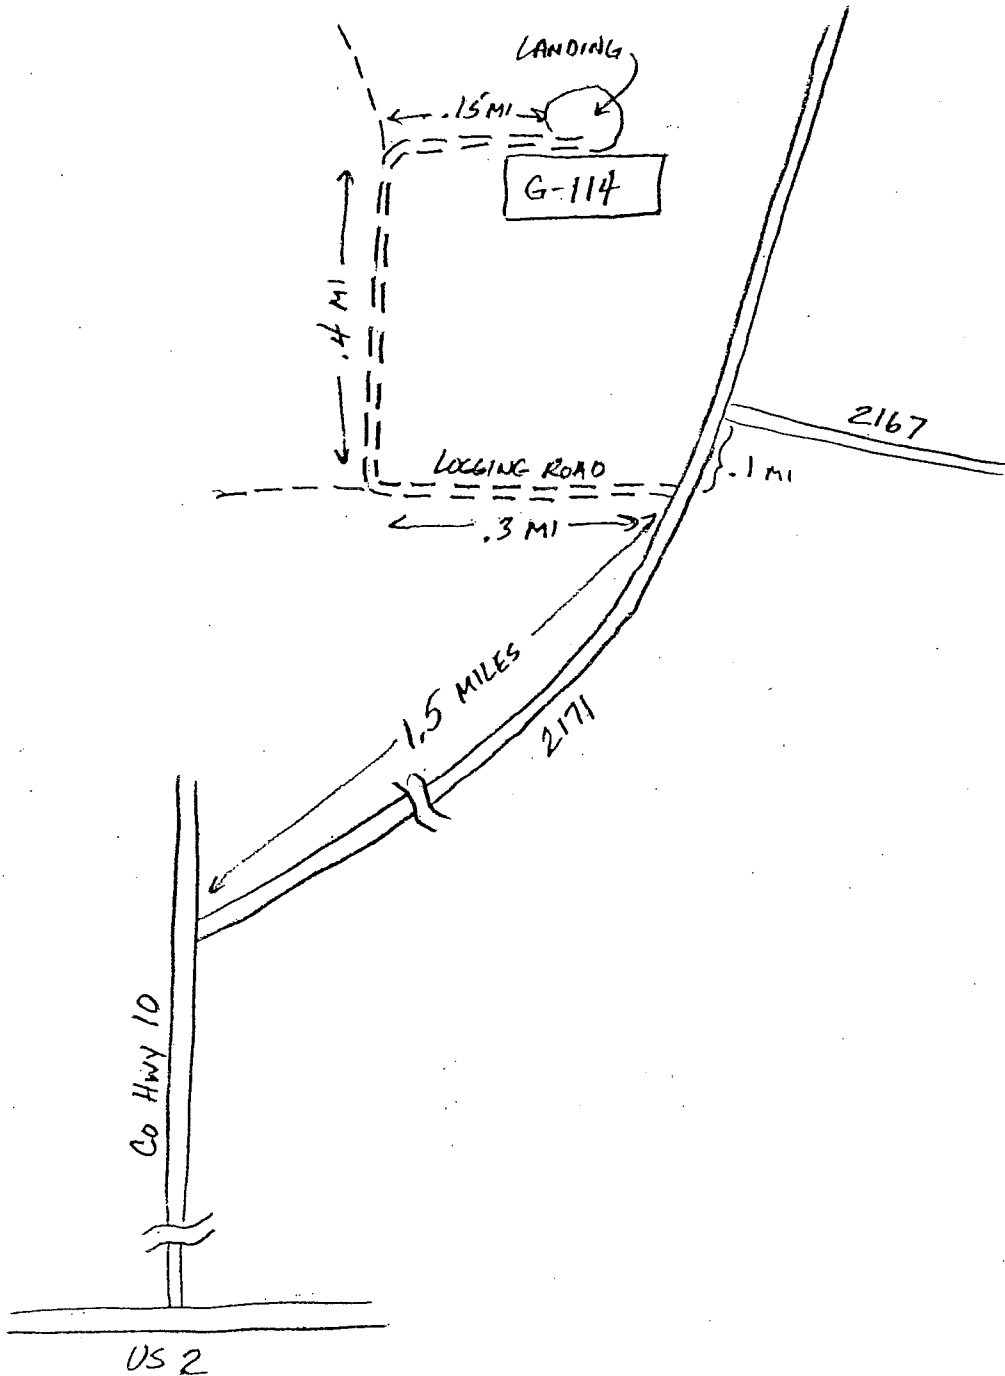 LANDING
.15 MI
G-114
.4 MI
2167
LOGGING ROAD
.1 MI
.3 MI
1.5 MILES
2171
Co Hwy 10
US 2